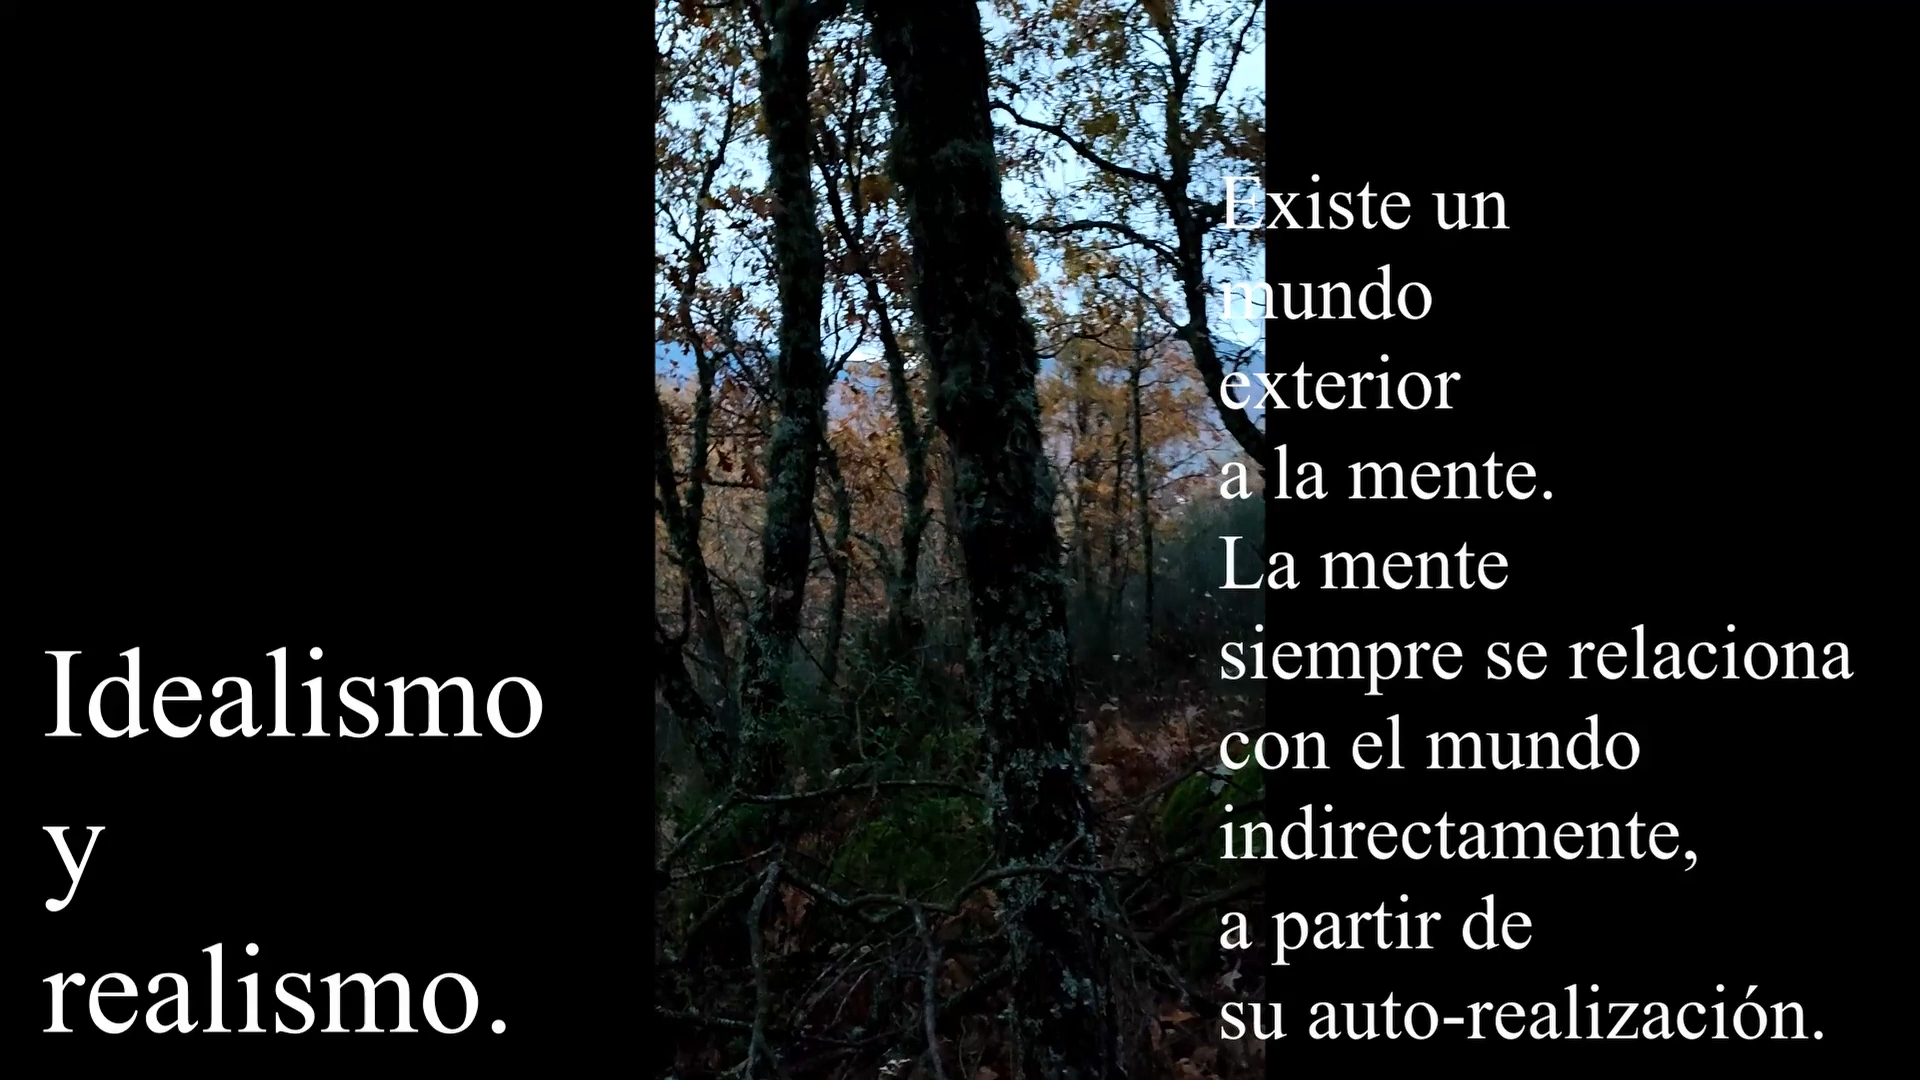 Idealismo
y
realismo.
Existe un
mundo
exterior
a la mente.
La mente
siempre se relaciona
con el mundo
indirectamente,
a partir de
su auto-realización.